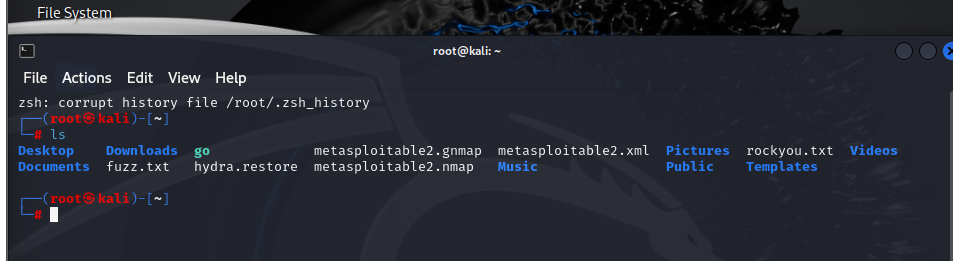 File System
root@kali: ~
File Actions Edit View Help
zsh: corrupt history file /root/.zsh_history
┌──(root㉿kali)-[~]
└─# ls
Desktop Downloads go metasploitable2.gnmap metasploitable2.xml Pictures rockyou.txt Videos
Documents fuzz.txt hydra.restore metasploitable2.nmap Music Public Templates
┌──(root㉿kali)-[~]
└─#